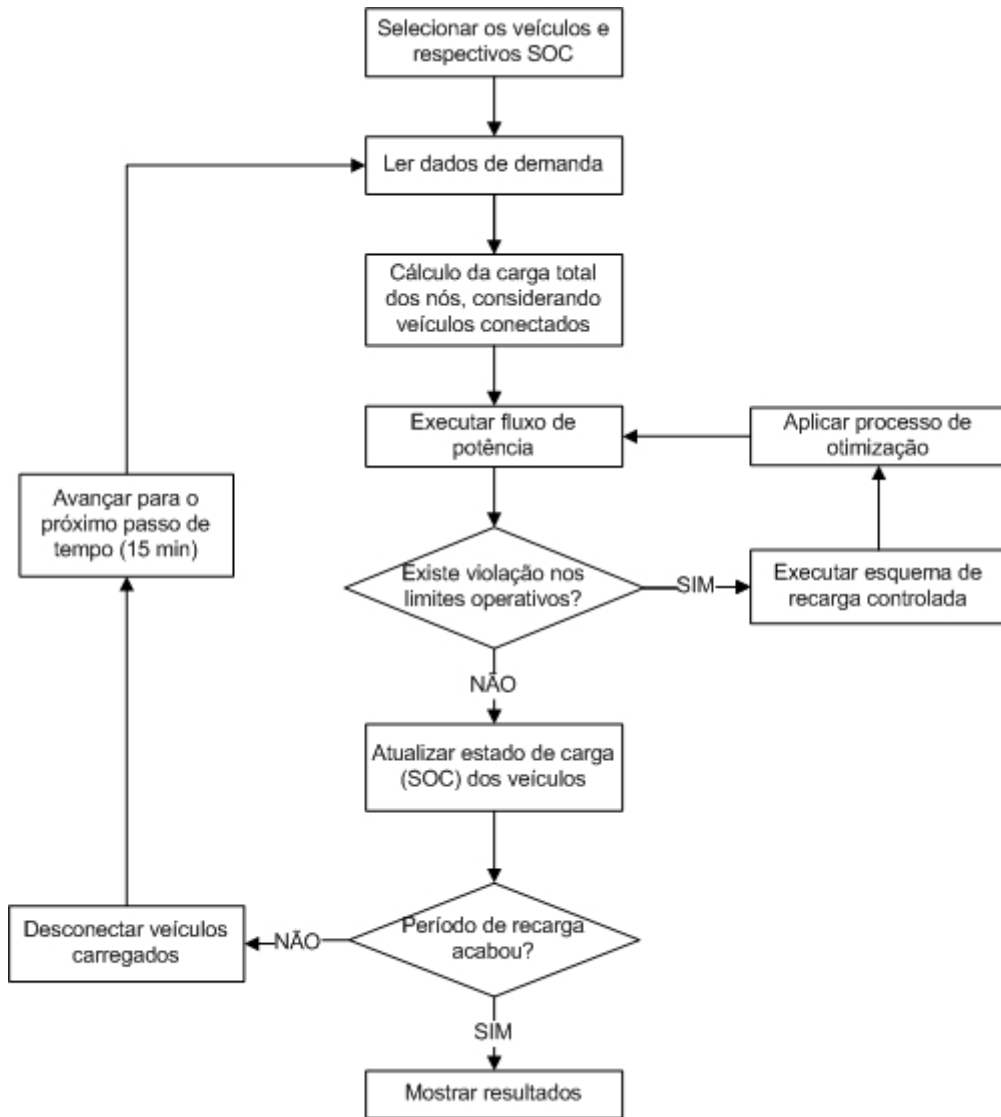 Selecionar os veículos e
respectivos SOC
Ler dados de demanda
Cálculo da carga total
dos nós, considerando
veículos conectados
Executar fluxo de
potência
Aplicar processo de
otimização
Avançar para o
próximo passo de
tempo (15 min)
Existe violação nos
limites operativos?
SIM
Executar esquema de
recarga controlada
NÃO
Atualizar estado de carga
(SOC) dos veículos
Período de recarga
acabou?
NÃO
Desconectar veículos
carregados
SIM
Mostrar resultados